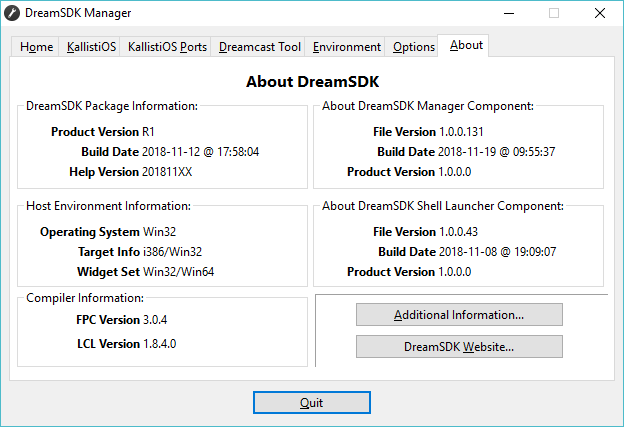 DreamSDK Manager
Home KallistiOS KallistiOS Ports Dreamcast Tool Environment Options About
About DreamSDK
DreamSDK Package Information:
Product Version R1
Build Date 2018-11-12 @ 17:58:04
Help Version 201811XX
About DreamSDK Manager Component:
File Version 1.0.0.131
Build Date 2018-11-19 @ 09:55:37
Product Version 1.0.0.0
Host Environment Information:
Operating System Win32
Target Info i386/Win32
Widget Set Win32/Win64
About DreamSDK Shell Launcher Component:
File Version 1.0.0.43
Build Date 2018-11-08 @ 19:09:07
Product Version 1.0.0.0
Compiler Information:
FPC Version 3.0.4
LCL Version 1.8.4.0
Additional Information...
DreamSDK Website...
Quit